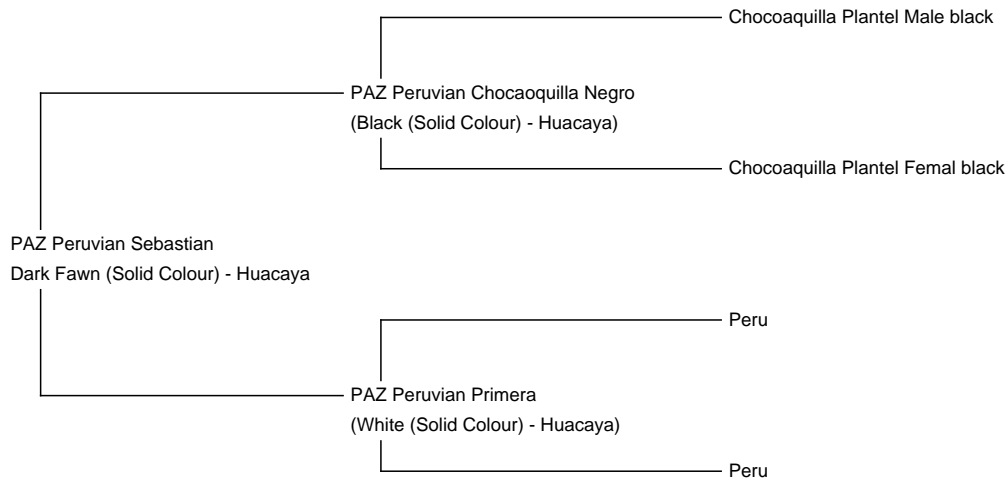 Chocoaquilla Plantel Male black
PAZ Peruvian Chocaoquilla Negro
(Black (Solid Colour) - Huacaya)
Chocoaquilla Plantel Femal black
PAZ Peruvian Sebastian
Dark Fawn (Solid Colour) - Huacaya
Peru
PAZ Peruvian Primera
(White (Solid Colour) - Huacaya)
Peru